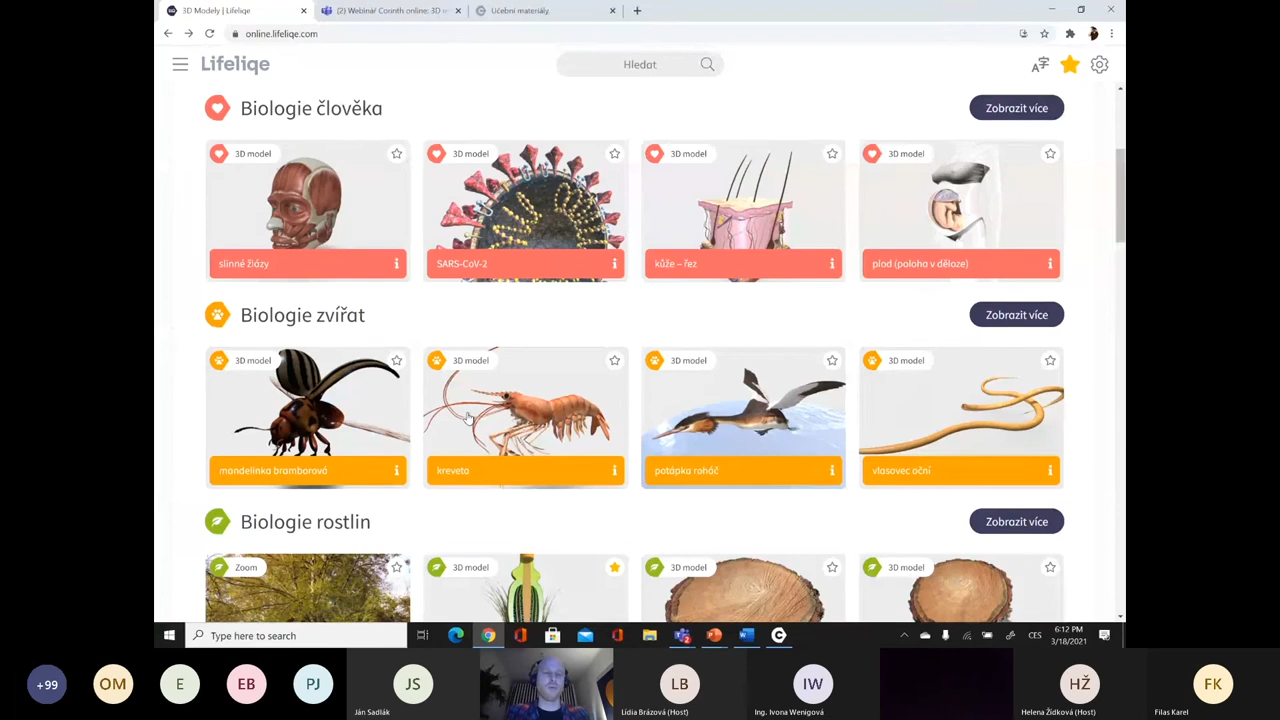 3D Modely | Lifeliqe
(2) Webinář Corinth online: 3D m
Učební materiály
online.lifeliqe.com
Lifeliqe
Hledat
Biologie člověka
Zobrazit více
3D model
3D model
3D model
3D model
slinné žlázy
SARS-CoV-2
kůže – řez
plod (poloha v děloze)
Biologie zvířat
Zobrazit více
3D model
3D model
3D model
3D model
mandelinka bramborová
kreveta
potápka roháč
vlasovec oční
Biologie rostlin
Zobrazit více
Zoom
3D model
3D model
3D model
Type here to search
CES
6:12 PM
3/18/2021
+99
OM
E
EB
PJ
JS
LB
IW
HŽ
FK
Ján Sadlák
Lídia Brázová (Host)
Ing. Ivona Wenigová
Helena Žídková (Host)
Filas Karel